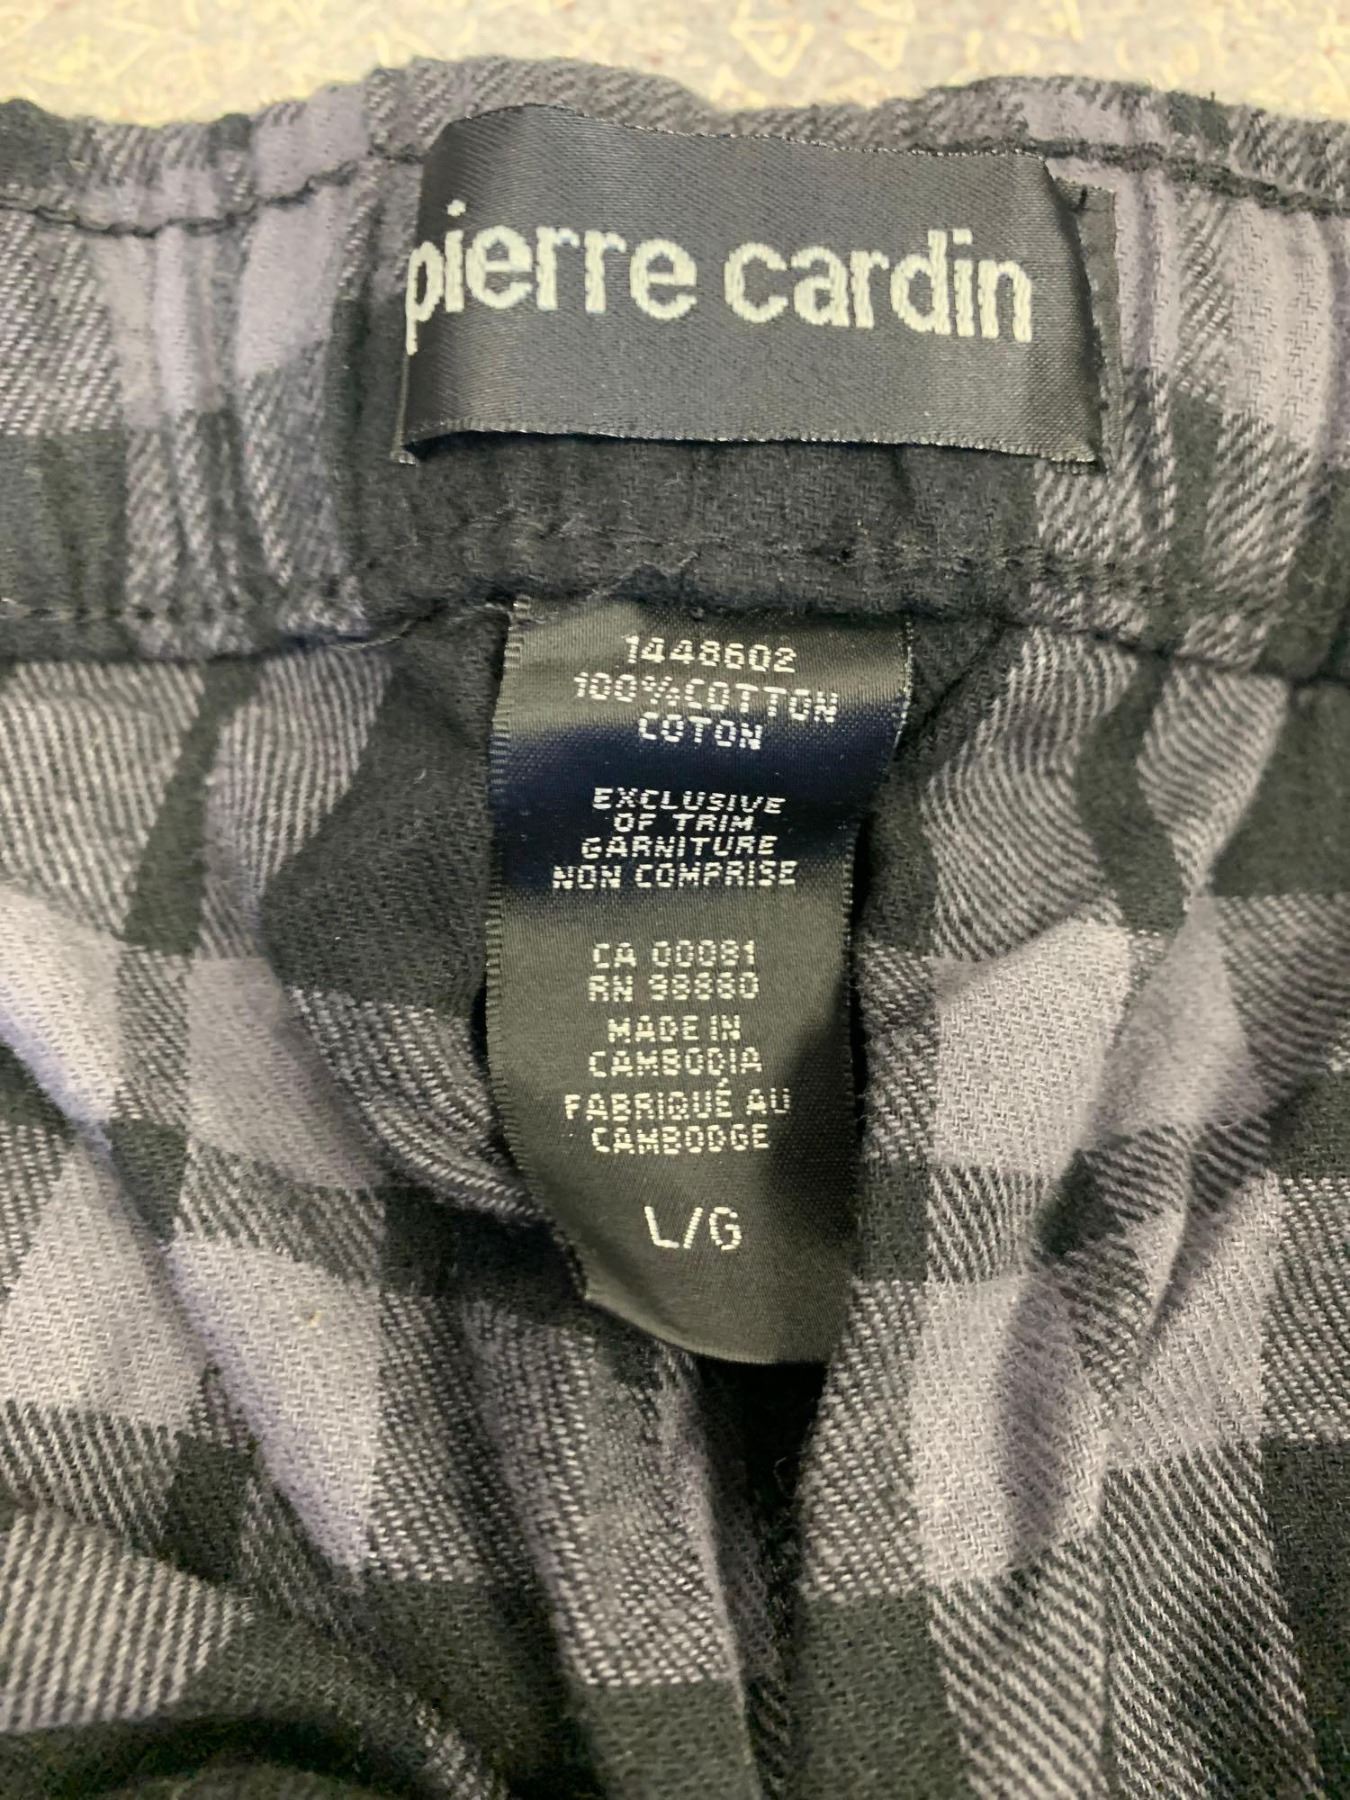 pierre cardin
1448602
100%COTTON
COTON
EXCLUSIVE
OF TRIM
GARNITURE
NON COMPRISE
CA 00081
RN 98880
MADE IN
CAMBODIA
FABRIQUÉ AU
CAMBODGE
L/G